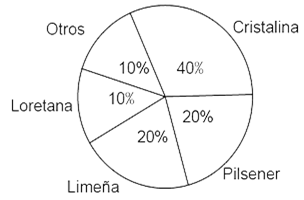 Otros
Cristalina
10%
40%
Loretana
10%
20%
20%
Limeña
Pilsener